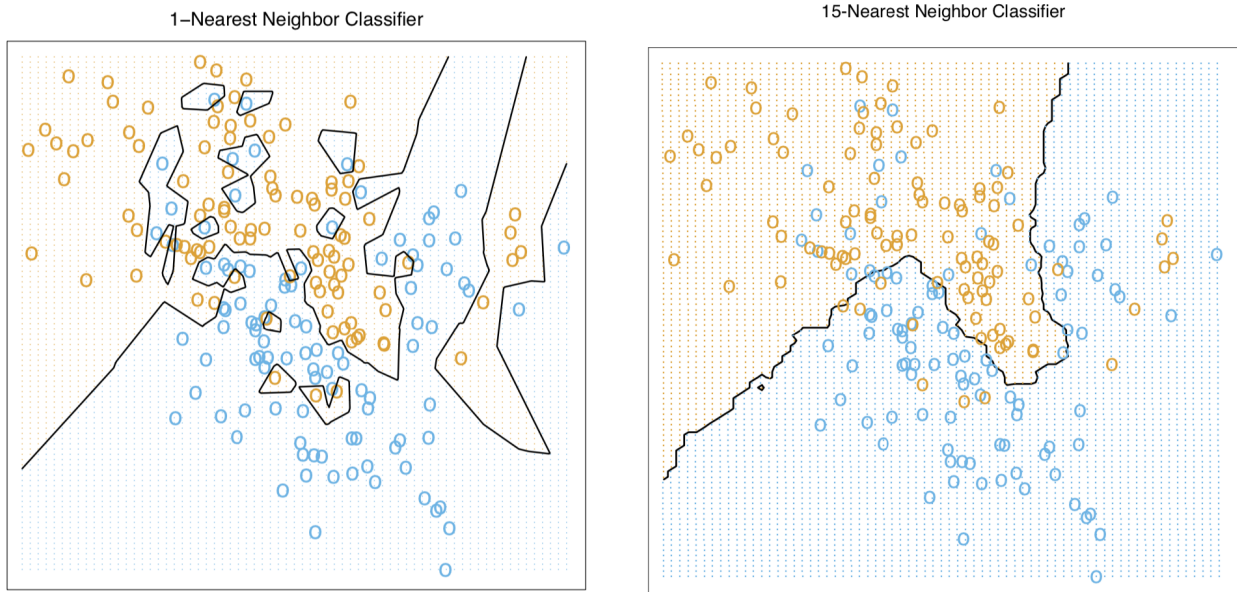 1–Nearest Neighbor Classifier
15-Nearest Neighbor Classifier